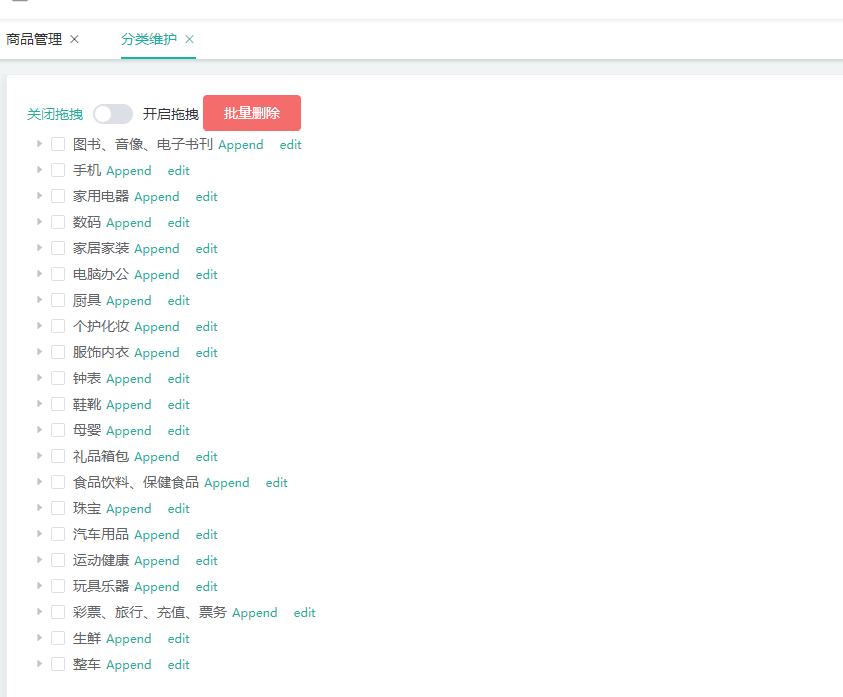 商品管理 × 分类维护 ×
关闭拖拽 开启拖拽 批量删除
图书、音像、电子书刊 Append edit
手机 Append edit
家用电器 Append edit
数码 Append edit
家居家装 Append edit
电脑办公 Append edit
厨具 Append edit
个护化妆 Append edit
服饰内衣 Append edit
钟表 Append edit
鞋靴 Append edit
母婴 Append edit
礼品箱包 Append edit
食品饮料、保健食品 Append edit
珠宝 Append edit
汽车用品 Append edit
运动健康 Append edit
玩具乐器 Append edit
彩票、旅行、充值、票务 Append edit
生鲜 Append edit
整车 Append edit